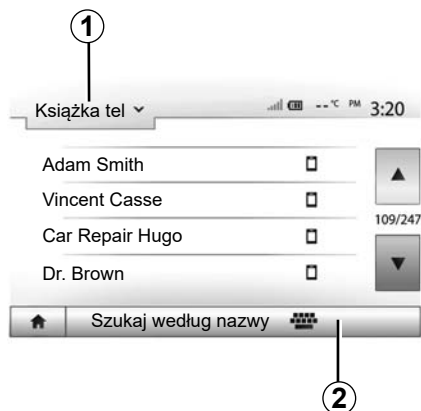 1
Książka tel
--°C PM 3:20
Adam Smith
Vincent Casse
109/247
Car Repair Hugo
Dr. Brown
Szukaj według nazwy
2